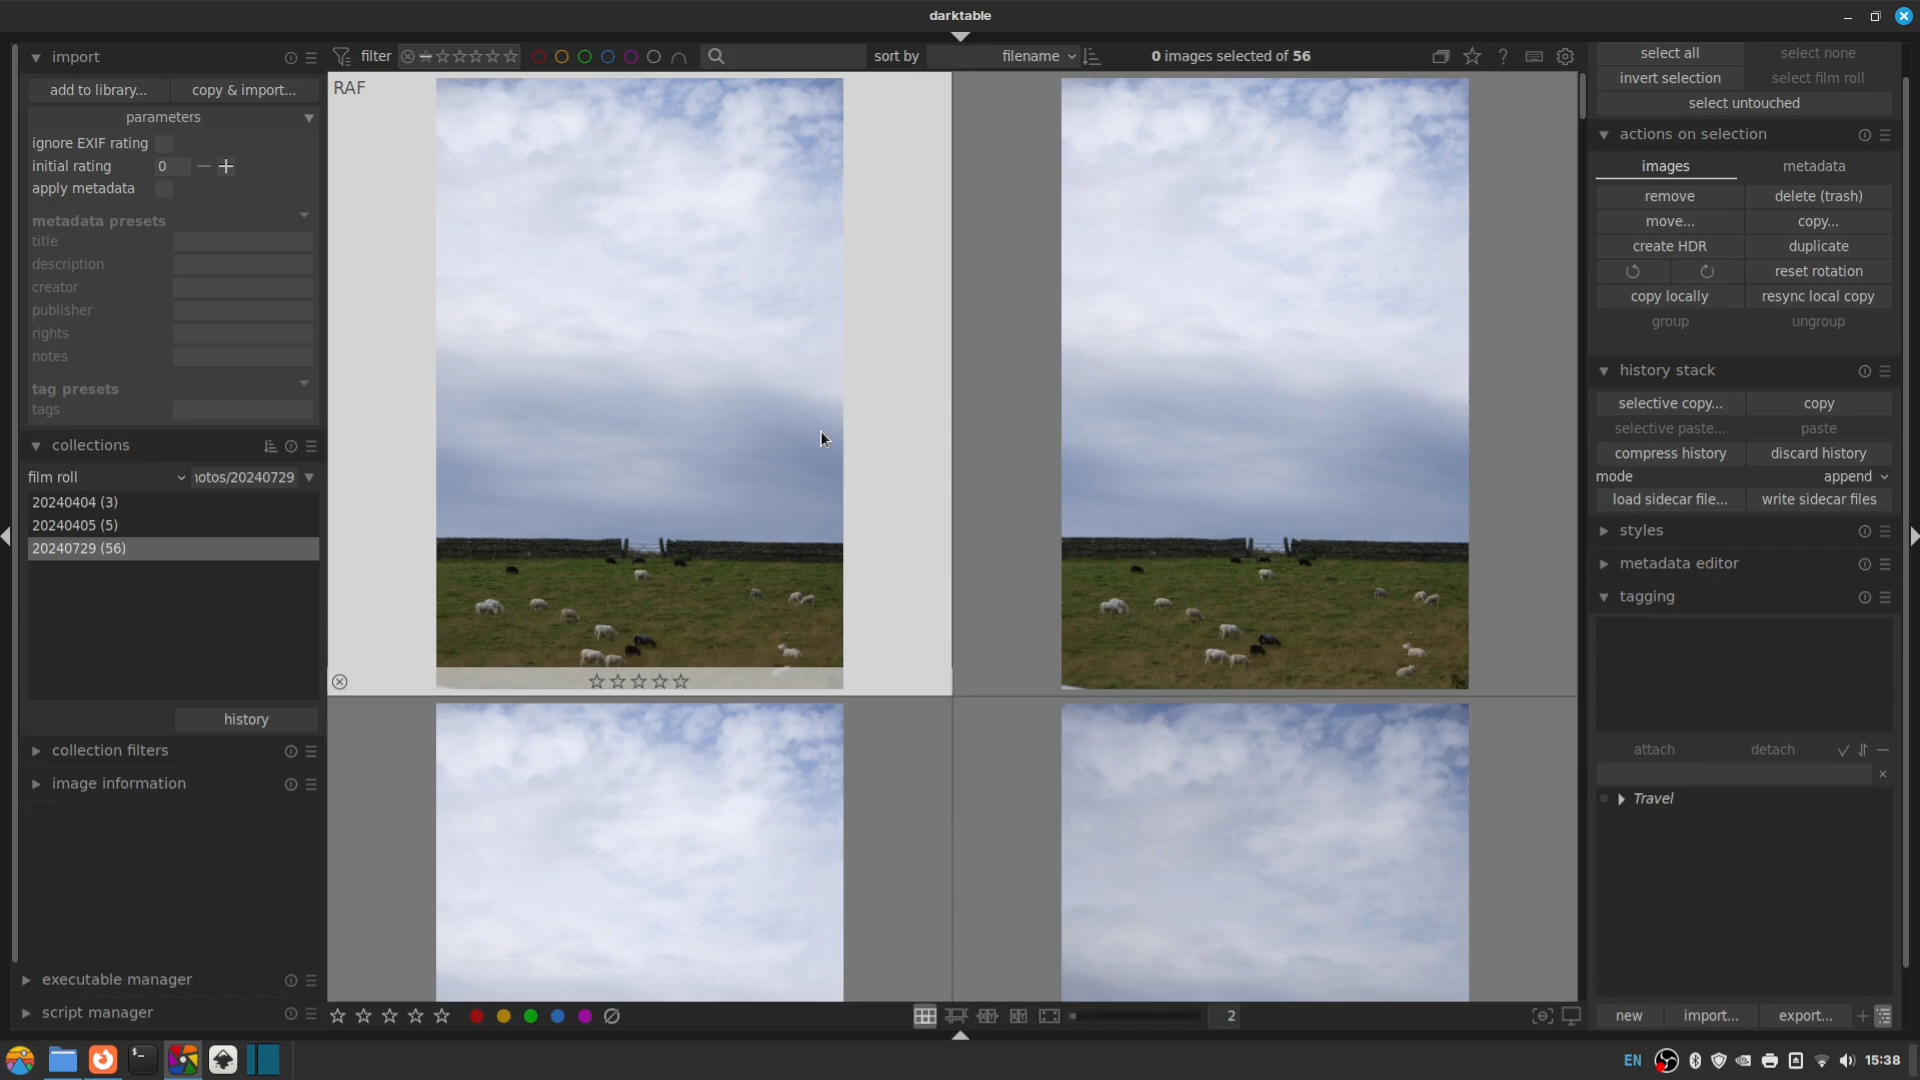 darktable
import
filter
sort by
filename
0 images selected of 56
select all
select none
add to library...
copy & import...
RAF
invert selection
select film roll
select untouched
parameters
ignore EXIF rating
initial rating
0
apply metadata
metadata presets
title
description
creator
publisher
rights
notes
tag presets
tags
actions on selection
images
metadata
remove
delete (trash)
move...
copy...
create HDR
duplicate
reset rotation
copy locally
resync local copy
group
ungroup
collections
film roll
notos/20240729
20240404 (3)
20240405 (5)
20240729 (56)
history
collection filters
image information
executable manager
script manager
history stack
selective copy...
copy
selective paste...
paste
compress history
discard history
mode
append
load sidecar file...
write sidecar files
styles
metadata editor
tagging
attach
detach
Travel
new
import...
export...
2
EN
15:38